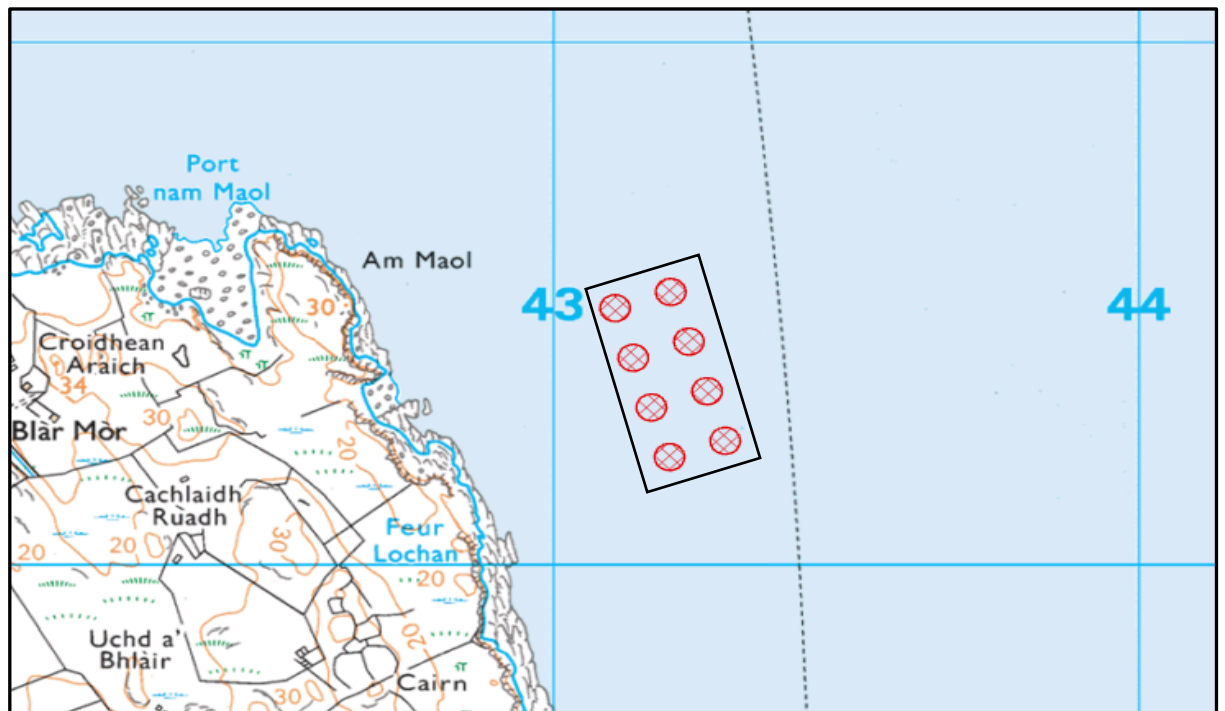 Port
nam Maol
Am Maol
30
43
44
Croidhean
Araich
34
30
Blàr Mòr
20
Cachlaidh
Ruadh
Feur
Lochan
20
20
30
20
20
Uchd a'
Bhlàir
Cairn
30